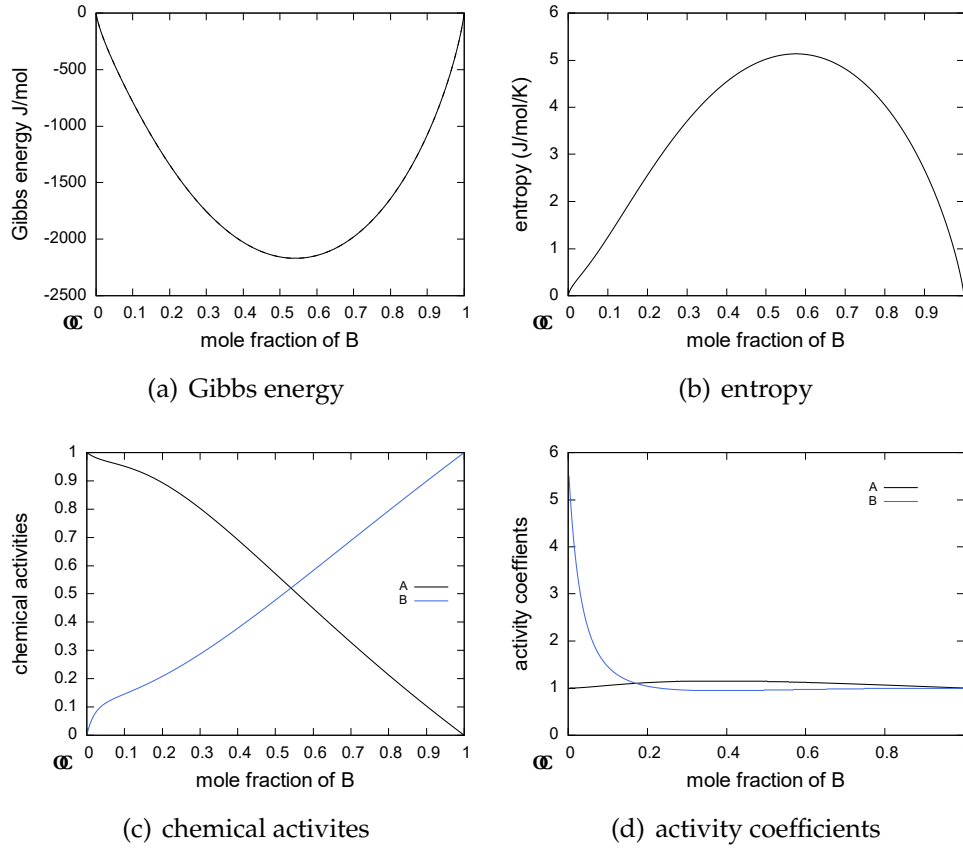 0
-500
-1000
-1500
-2000
-2500
Gibbs energy J/mol
0 0.1 0.2 0.3 0.4 0.5 0.6 0.7 0.8 0.9 1
mole fraction of B
(a) Gibbs energy
6
5
4
3
2
1
0
entropy (J/mol/K)
0 0.1 0.2 0.3 0.4 0.5 0.6 0.7 0.8 0.9
mole fraction of B
(b) entropy
1
0.9
0.8
0.7
0.6
0.5
0.4
0.3
0.2
0.1
0
chemical activities
A
B
0 0.1 0.2 0.3 0.4 0.5 0.6 0.7 0.8 0.9 1
mole fraction of B
(c) chemical activites
6
5
4
3
2
1
0
activity coeffients
A
B
0 0.2 0.4 0.6 0.8
mole fraction of B
(d) activity coefficients